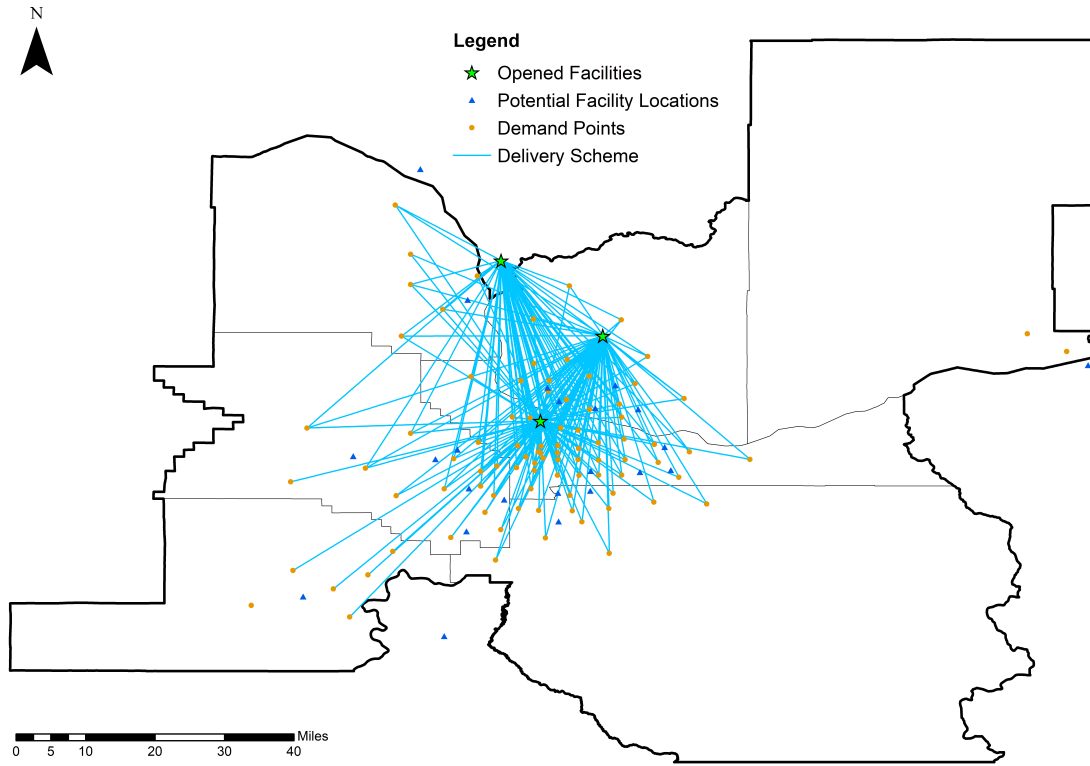 N
Legend
Opened Facilities
Potential Facility Locations
Demand Points
Delivery Scheme
Miles
0 5 10 20 30 40